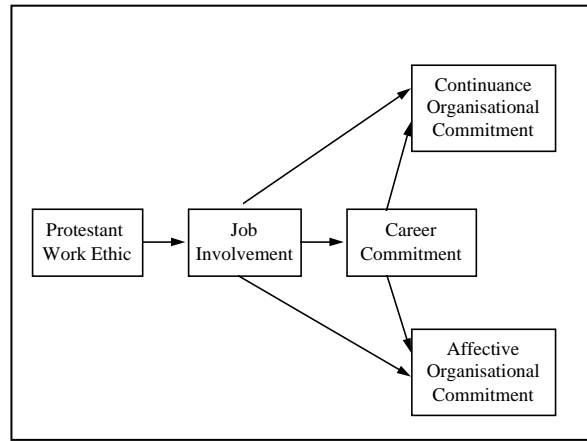 Continuance
Organisational
Commitment
Protestant
Work Ethic
Job
Involvement
Career
Commitment
Affective
Organisational
Commitment